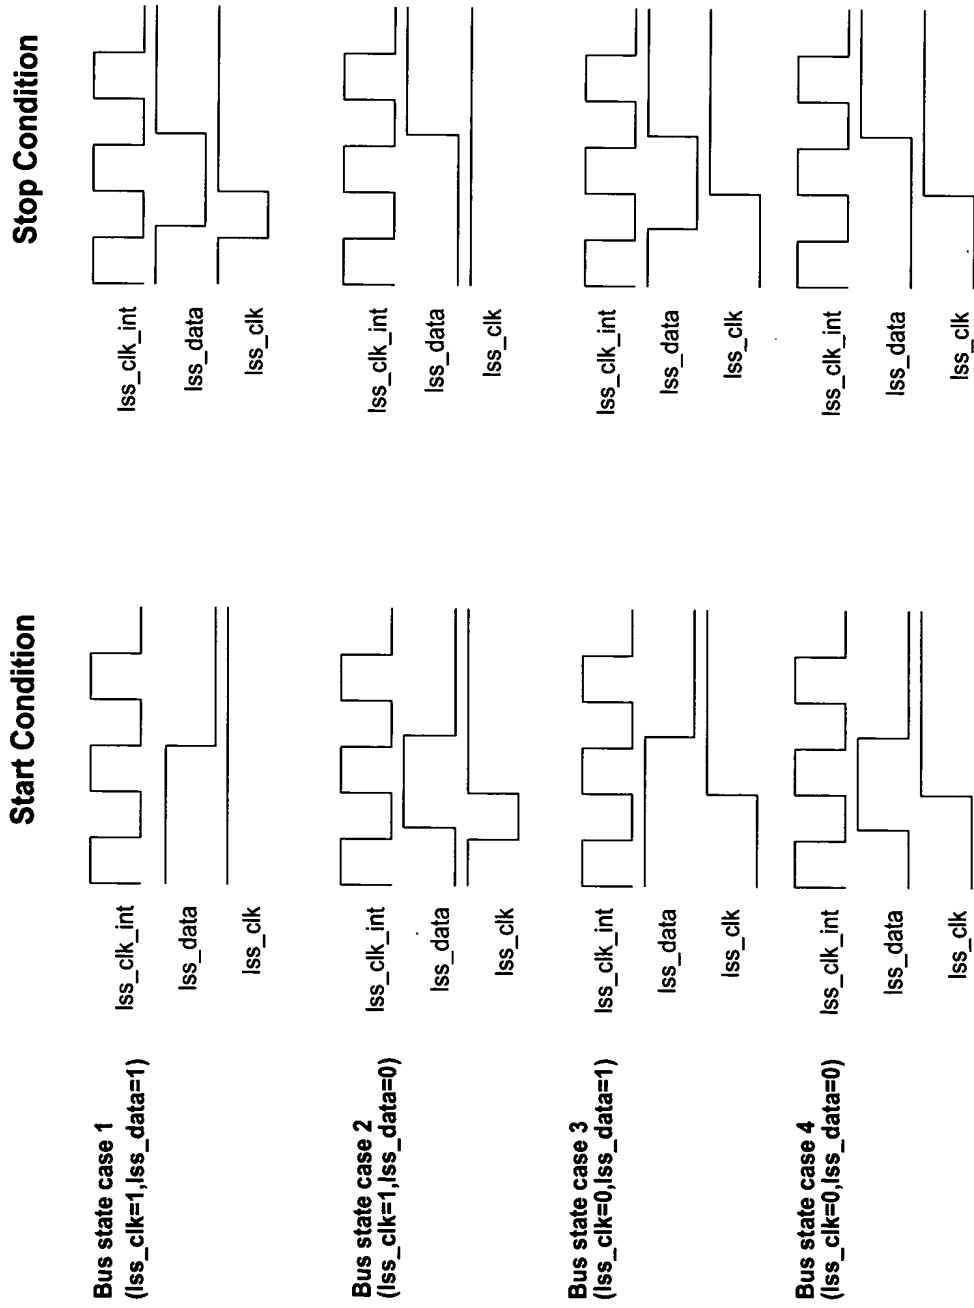 Start Condition
Stop Condition
Bus state case 1
(lss_clk=1,lss_data=1)
lss_clk_int
lss_data
lss_clk
lss_clk_int
lss_data
lss_clk
Bus state case 2
(lss_clk=1,lss_data=0)
lss_clk_int
lss_data
lss_clk
lss_clk_int
lss_data
lss_clk
Bus state case 3
(lss_clk=0,lss_data=1)
lss_clk_int
lss_data
lss_clk
lss_clk_int
lss_data
lss_clk
Bus state case 4
(lss_clk=0,lss_data=0)
lss_clk_int
lss_data
lss_clk
lss_clk_int
lss_data
lss_clk